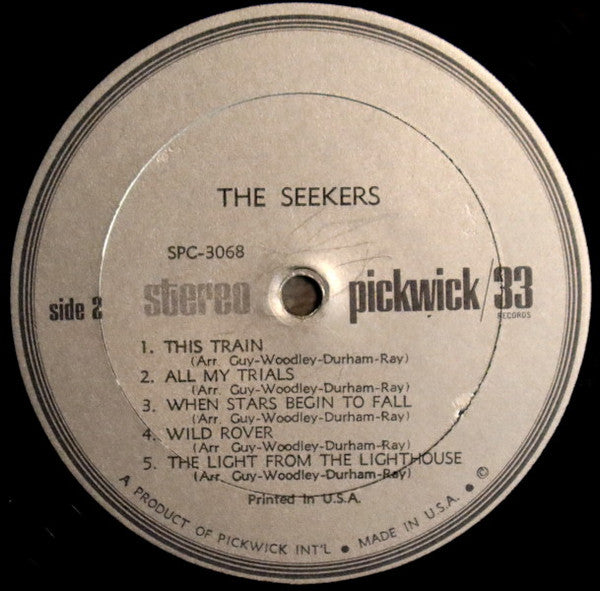 THE SEEKERS
SPC-3068
side 2 stereo pickwick/33
RECORDS
1. THIS TRAIN
(Arr. Guy-Woodley-Durham-Ray)
2. ALL MY TRIALS
(Arr. Guy-Woodley-Durham-Ray)
3. WHEN STARS BEGIN TO FALL
(Arr. Guy-Woodley-Durham-Ray)
4. WILD ROVER
(Arr. Guy-Woodley-Durham-Ray)
5. THE LIGHT FROM THE LIGHTHOUSE
(Arr. Guy-Woodley-Durham-Ray)
Printed in U.S.A.
A PRODUCT OF PICKWICK INT'L ● MADE IN U.S.A. ● ©